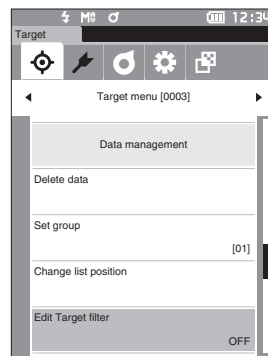 M0 12:34
Target
Target menu [0003]
Data management
Delete data
Set group
[01]
Change list position
Edit Target filter
OFF